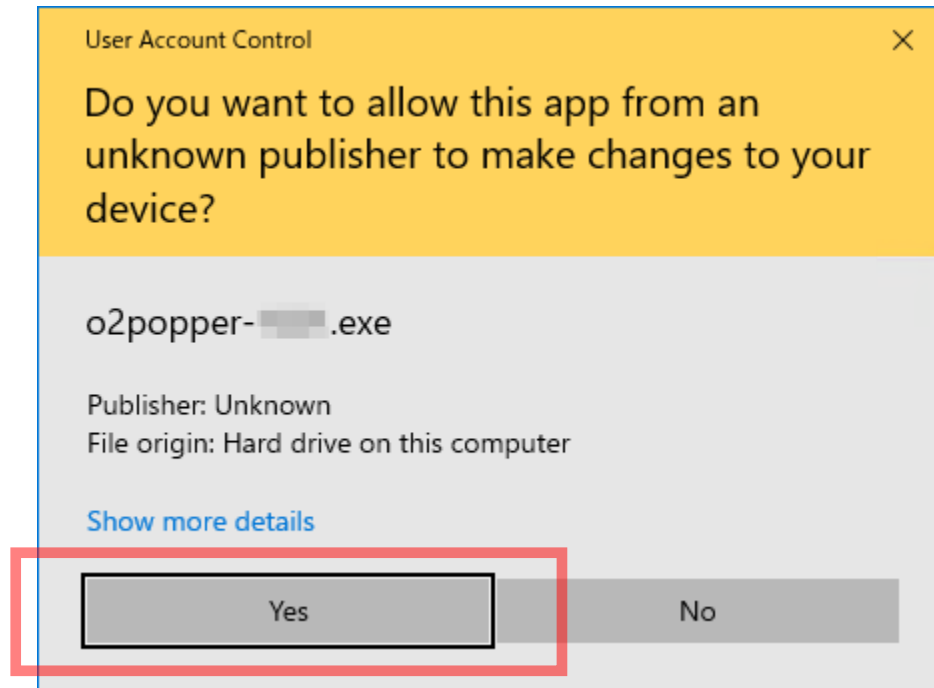 User Account Control
Do you want to allow this app from an
unknown publisher to make changes to your
device?
o2popper- .exe
Publisher: Unknown
File origin: Hard drive on this computer
Show more details
Yes
No